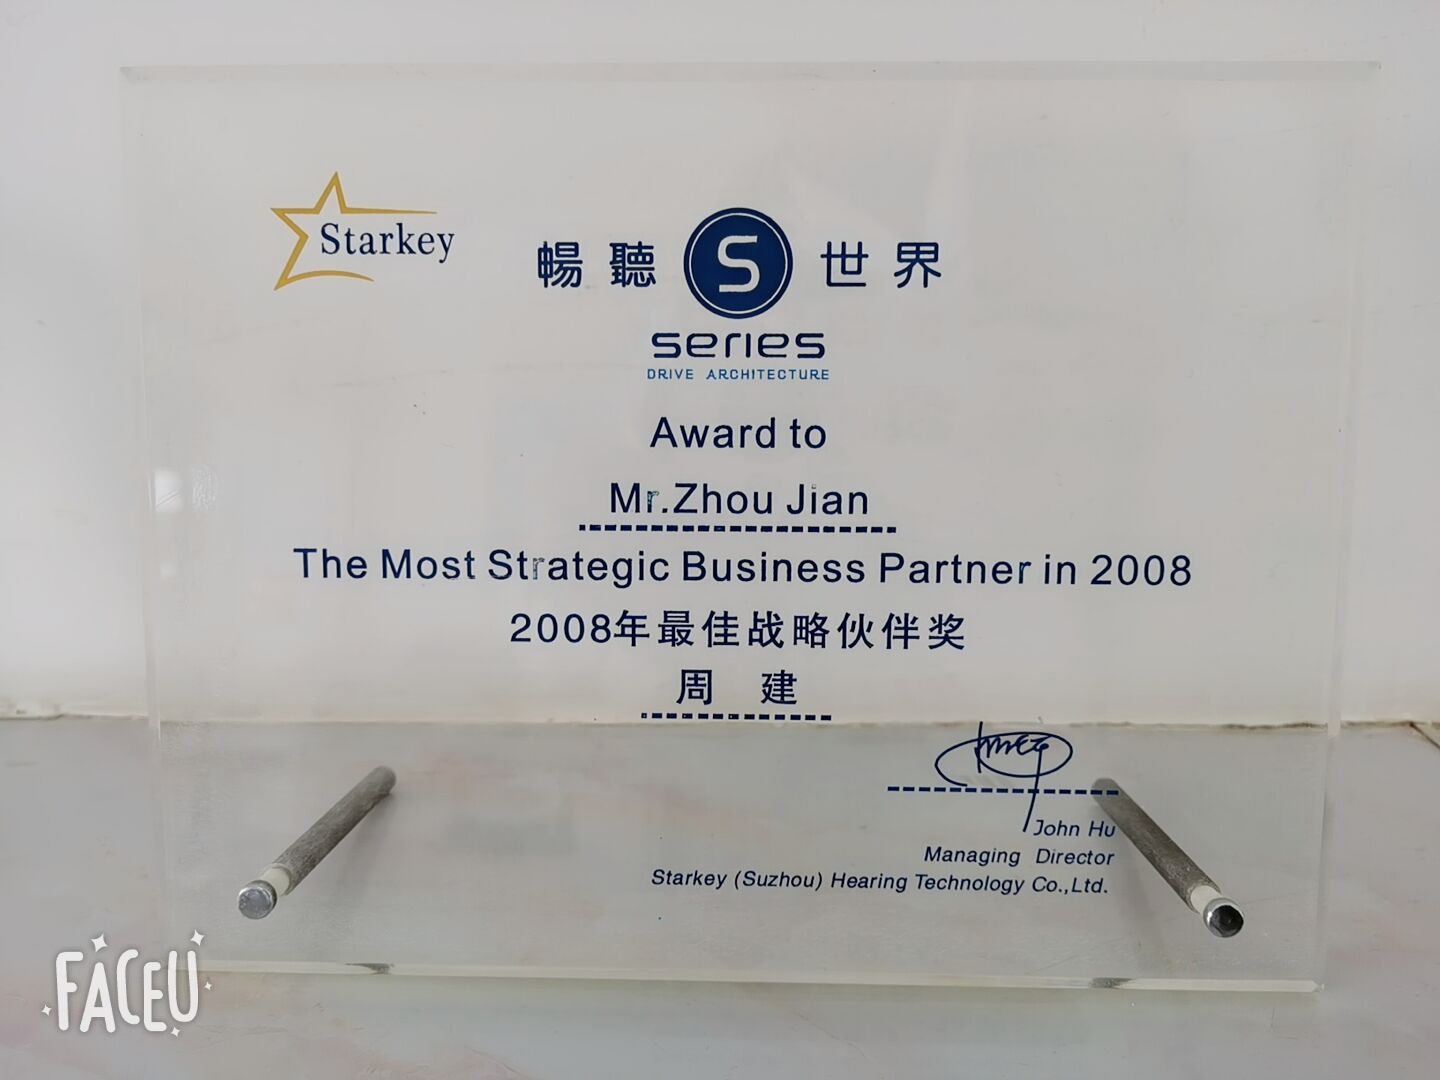 Starkey
暢聽 S 世界
series
DRIVE ARCHITECTURE
Award to
Mr.Zhou Jian
The Most Strategic Business Partner in 2008
2008年最佳战略伙伴奖
周 建
John Hu
Managing Director
Starkey (Suzhou) Hearing Technology Co.,Ltd.
FACEU